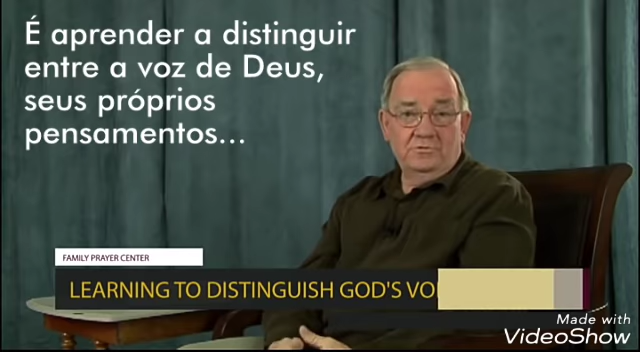 É aprender a distinguir
entre a voz de Deus,
seus próprios
pensamentos...
FAMILY PRAYER CENTER
LEARNING TO DISTINGUISH GOD'S
Made with
VideoShow